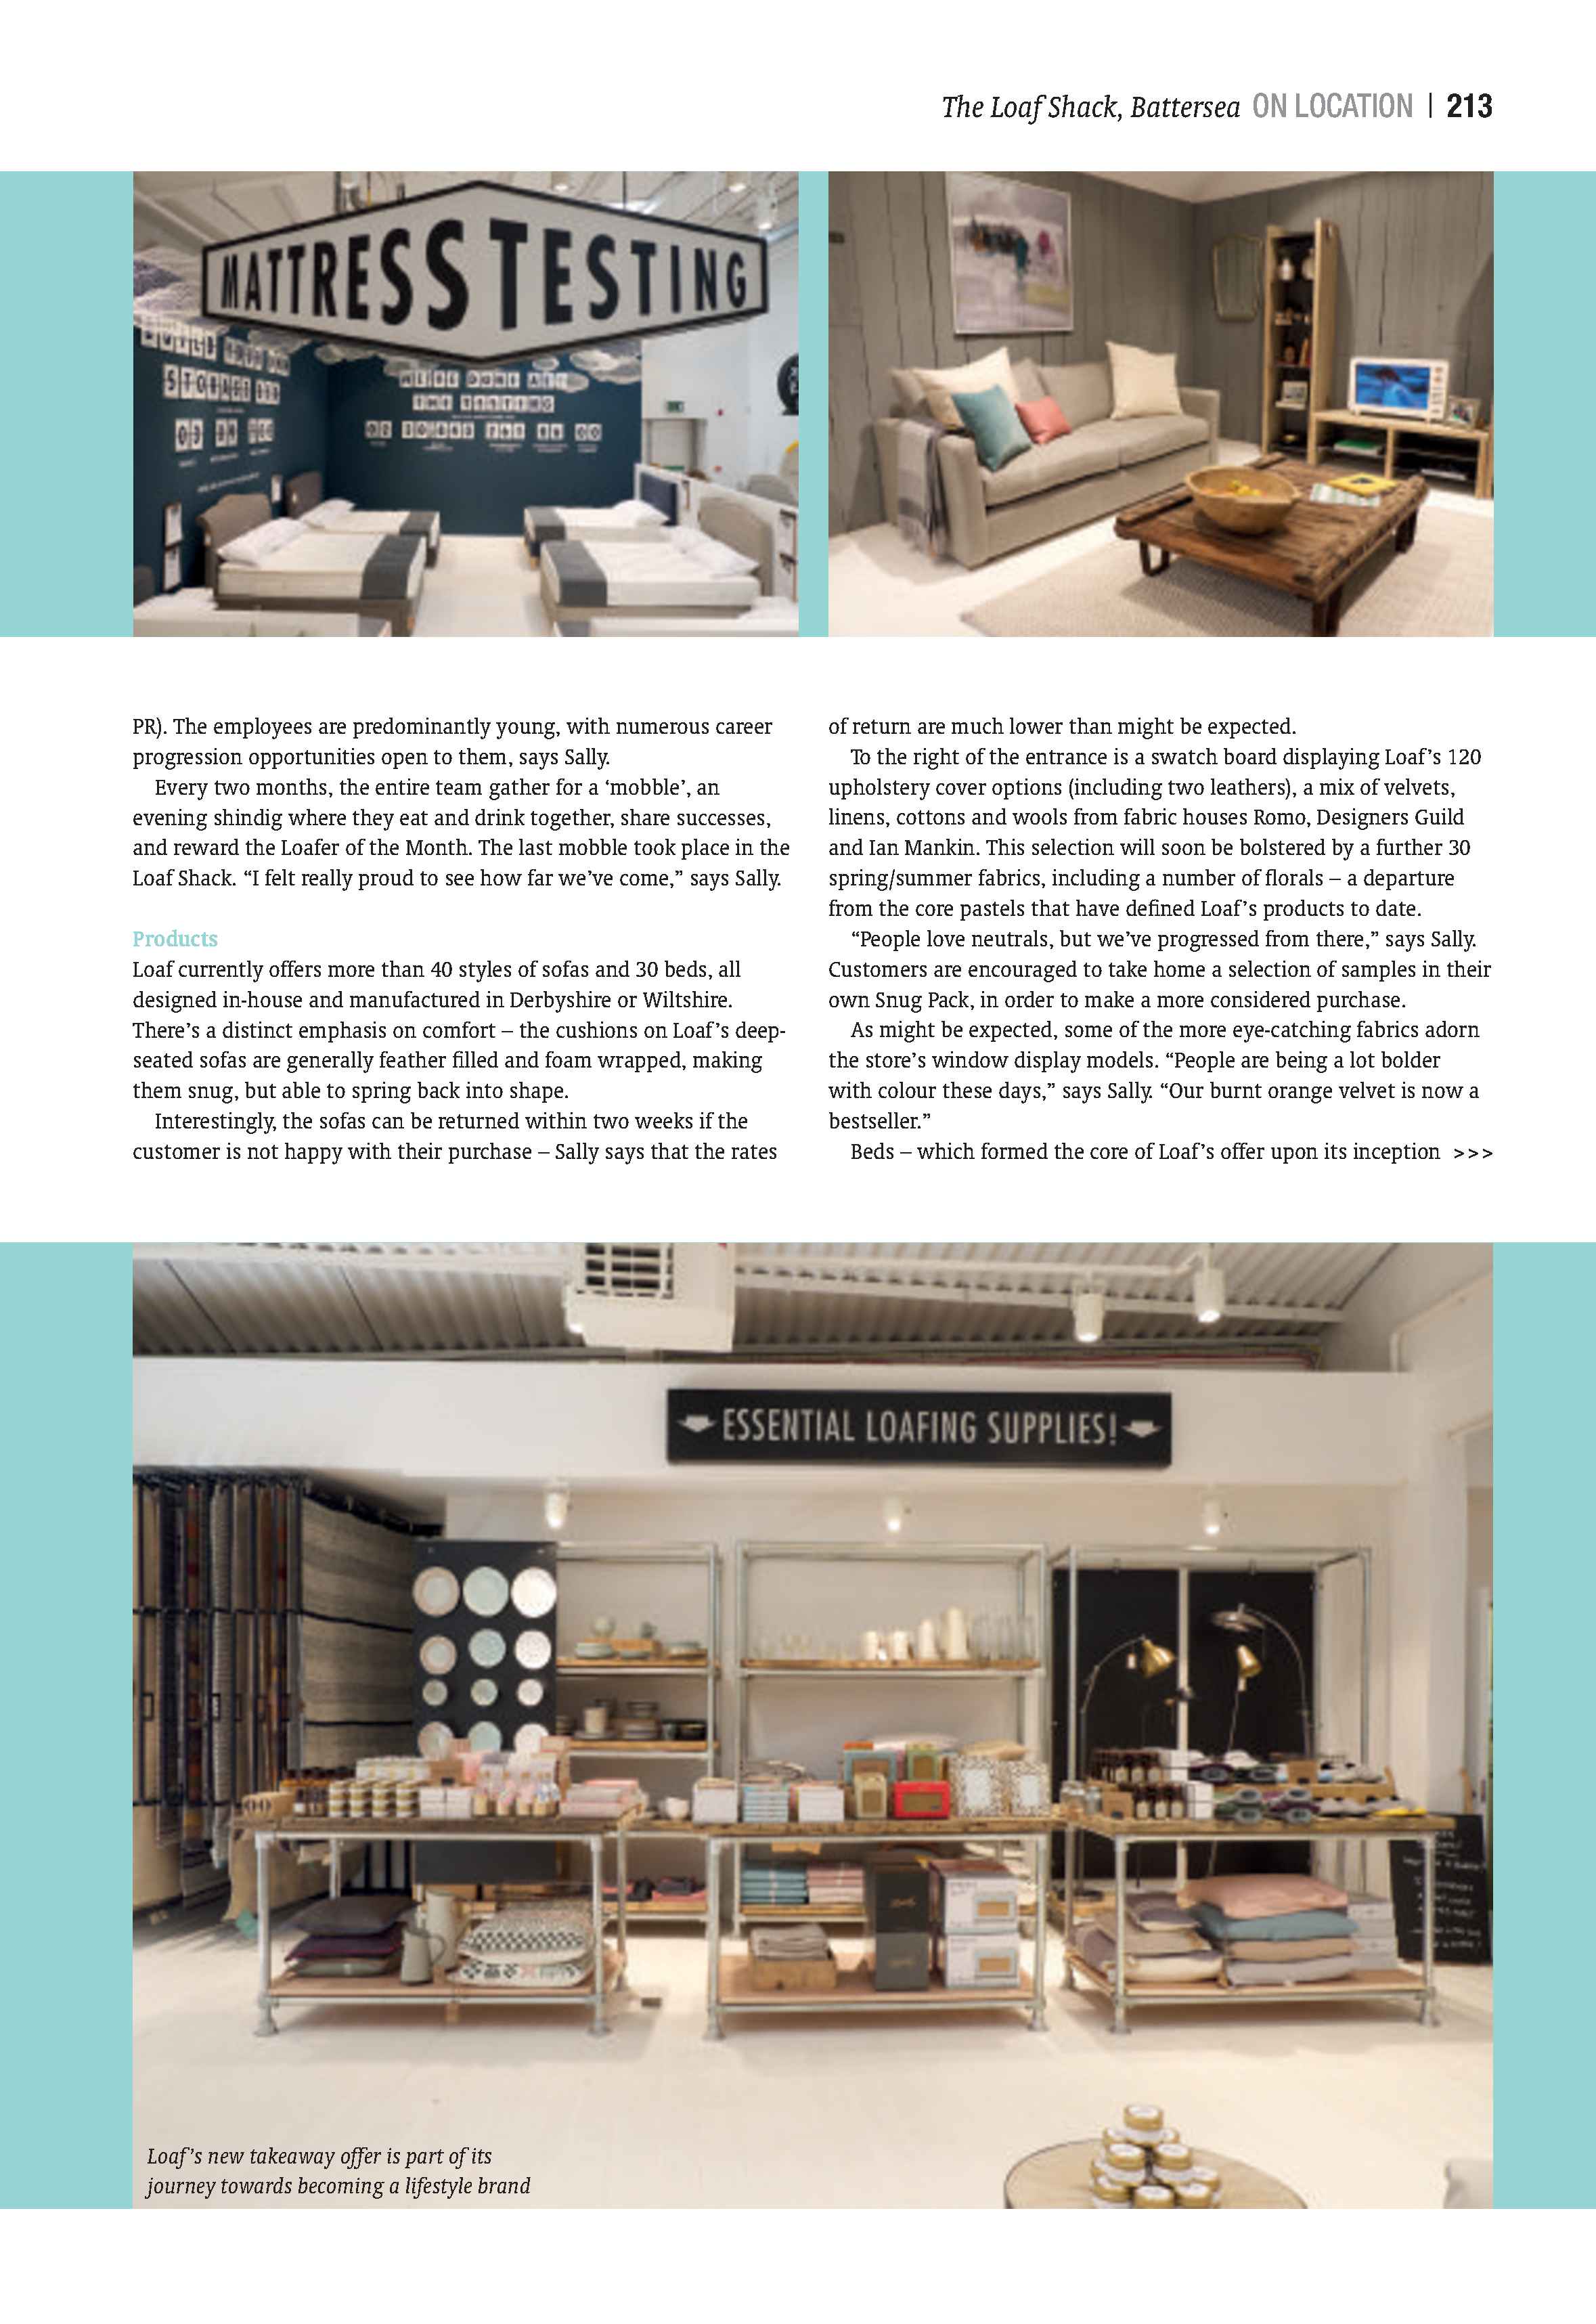 The Loaf Shack, Battersea ON LOCATION | 213
MATTRESS TESTING
STORAGE BED
WE'VE DONE ALL
THE TESTING
PR). The employees are predominantly young, with numerous career
progression opportunities open to them, says Sally.
Every two months, the entire team gather for a ‘mobble’, an
evening shindig where they eat and drink together, share successes,
and reward the Loafer of the Month. The last mobble took place in the
Loaf Shack. “I felt really proud to see how far we’ve come,” says Sally.
Products
Loaf currently offers more than 40 styles of sofas and 30 beds, all
designed in-house and manufactured in Derbyshire or Wiltshire.
There’s a distinct emphasis on comfort – the cushions on Loaf’s deep-
seated sofas are generally feather filled and foam wrapped, making
them snug, but able to spring back into shape.
Interestingly, the sofas can be returned within two weeks if the
customer is not happy with their purchase – Sally says that the rates
of return are much lower than might be expected.
To the right of the entrance is a swatch board displaying Loaf’s 120
upholstery cover options (including two leathers), a mix of velvets,
linens, cottons and wools from fabric houses Romo, Designers Guild
and Ian Mankin. This selection will soon be bolstered by a further 30
spring/summer fabrics, including a number of florals – a departure
from the core pastels that have defined Loaf’s products to date.
“People love neutrals, but we’ve progressed from there,” says Sally.
Customers are encouraged to take home a selection of samples in their
own Snug Pack, in order to make a more considered purchase.
As might be expected, some of the more eye-catching fabrics adorn
the store’s window display models. “People are being a lot bolder
with colour these days,” says Sally. “Our burnt orange velvet is now a
bestseller.”
Beds – which formed the core of Loaf’s offer upon its inception >>>
ESSENTIAL LOAFING SUPPLIES!
Loaf’s new takeaway offer is part of its
journey towards becoming a lifestyle brand